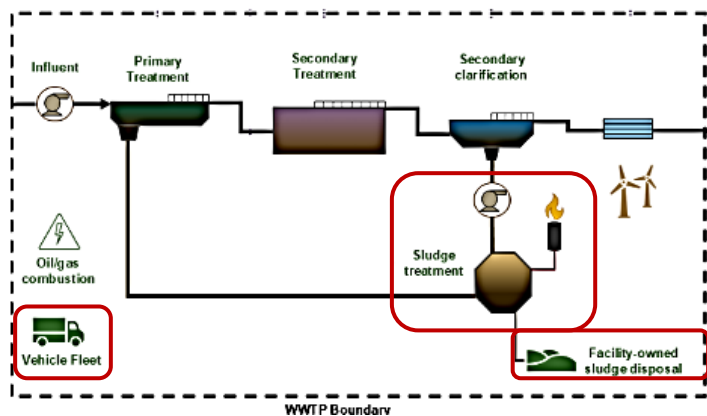 Influent
Primary
Treatment
Secondary
Treatment
Secondary
clarification
Oil/gas
combustion
Sludge
treatment
Vehicle Fleet
Facility-owned
sludge disposal
WWTP Boundary